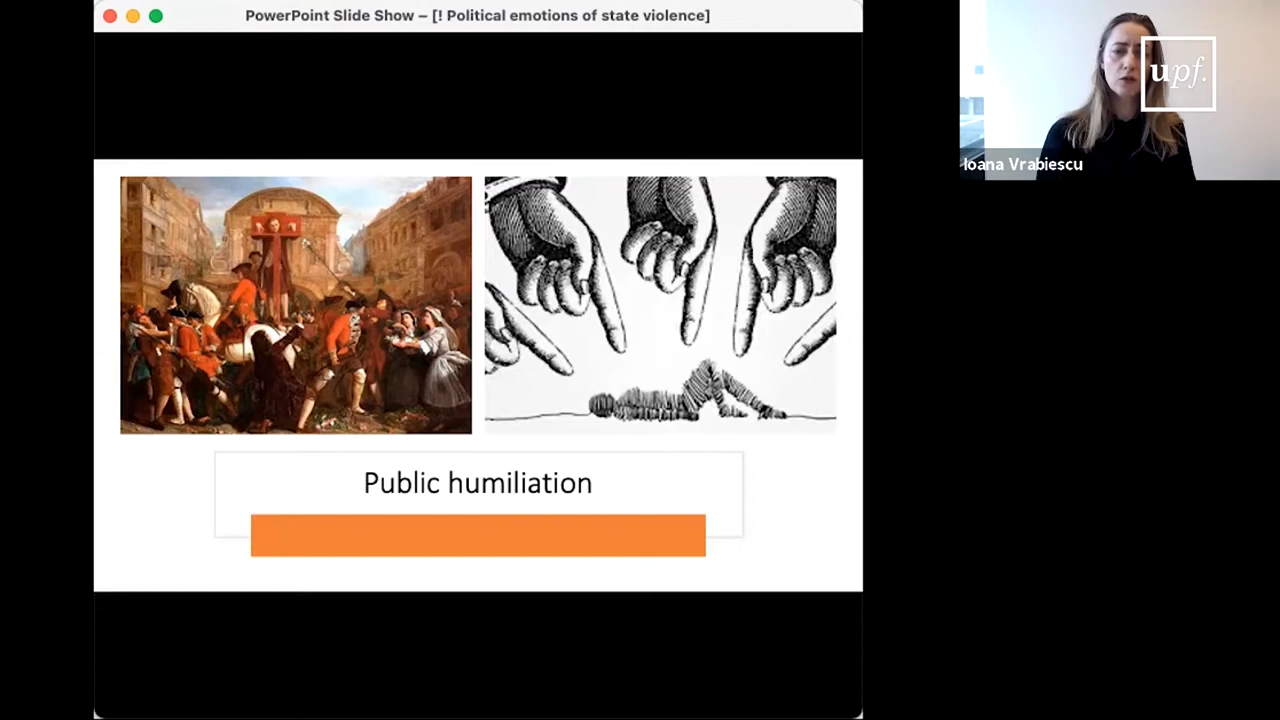 PowerPoint Slide Show – [! Political emotions of state violence]
upf.
Ioana Vrabiescu
Public humiliation